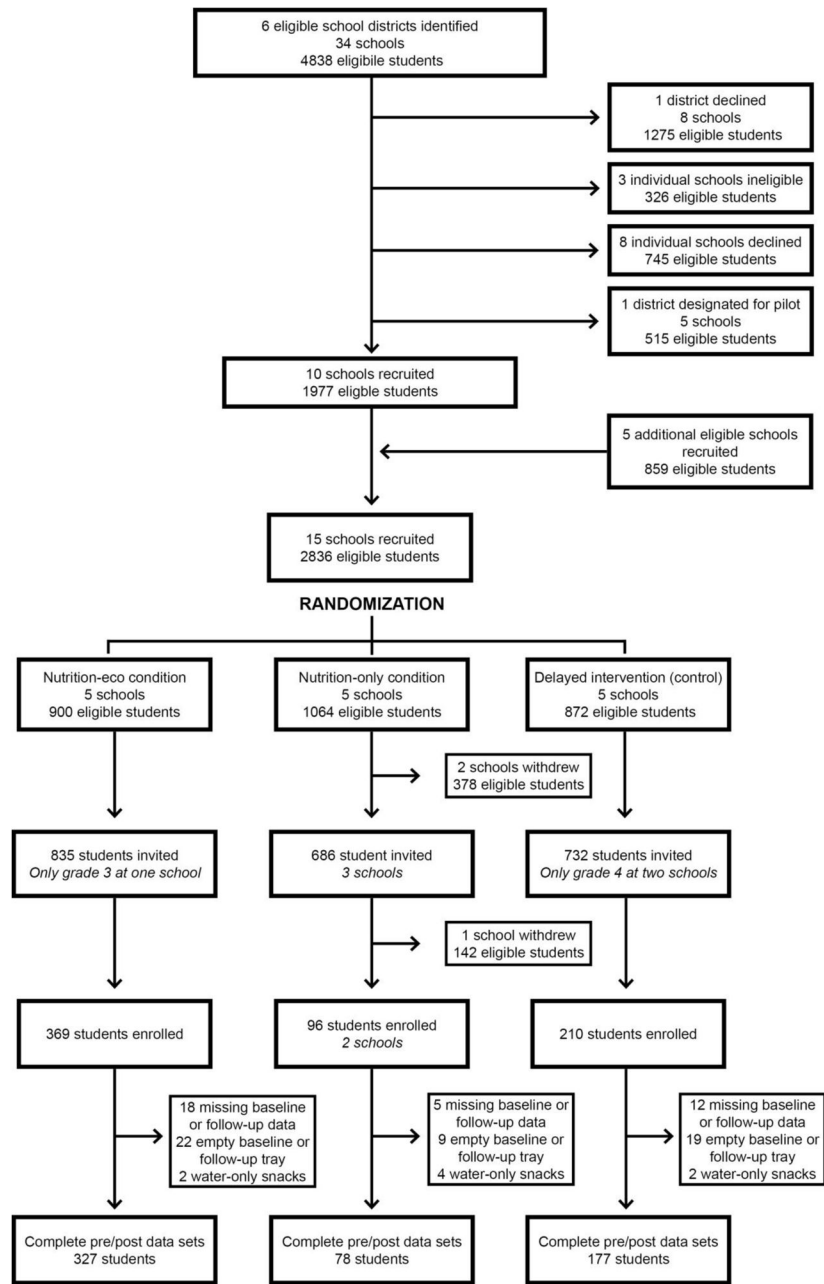 6 eligible school districts identified
34 schools
4838 eligibile students
1 district declined
8 schools
1275 eligible students
3 individual schools ineligible
326 eligible students
8 individual schools declined
745 eligible students
1 district designated for pilot
5 schools
515 eligible students
10 schools recruited
1977 eligble students
5 additional eligible schools
recruited
859 eligible students
15 schools recruited
2836 eligible students
RANDOMIZATION
Nutrition-eco condition
5 schools
900 eligible students
Nutrition-only condition
5 schools
1064 eligible students
Delayed intervention (control)
5 schools
872 eligible students
2 schools withdrew
378 eligible students
835 students invited
Only grade 3 at one school
686 student invited
3 schools
732 students invited
Only grade 4 at two schools
1 school withdrew
142 eligible students
369 students enrolled
96 students enrolled
2 schools
210 students enrolled
18 missing baseline
or follow-up data
22 empty baseline or
follow-up tray
2 water-only snacks
5 missing baseline or
follow-up data
9 empty baseline or
follow-up tray
4 water-only snacks
12 missing baseline
or follow-up data
19 empty baseline or
follow-up tray
2 water-only snacks
Complete pre/post data sets
327 students
Complete pre/post data sets
78 students
Complete pre/post data sets
177 students